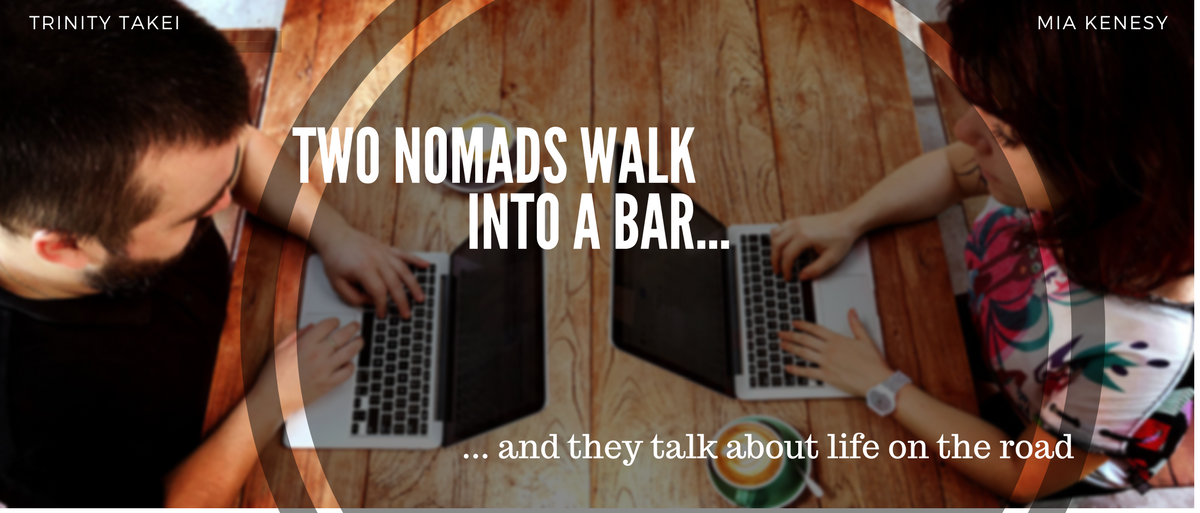 TRINITY TAKEI
MIA KENESY
TWO NOMADS WALK
INTO A BAR...
... and they talk about life on the road